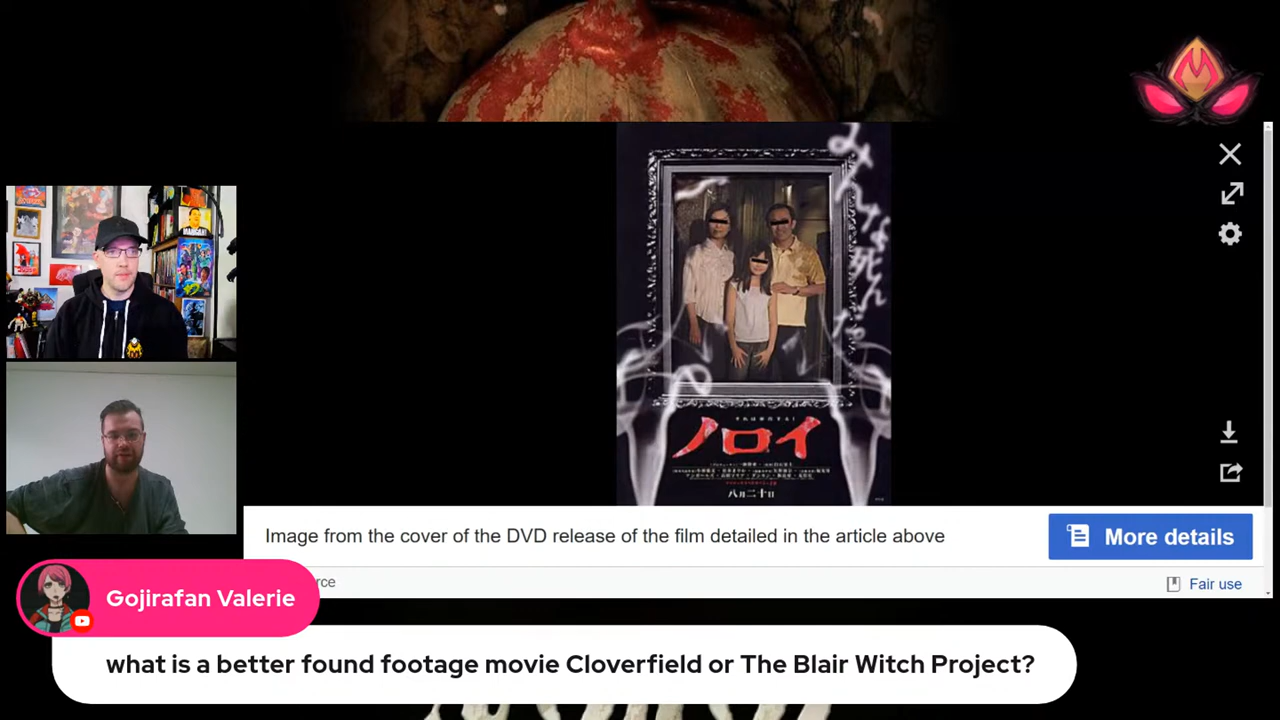 みんな死んだ
ノロイ
八月二十日
Image from the cover of the DVD release of the film detailed in the article above
More details
rce
Fair use
Gojirafan Valerie
what is a better found footage movie Cloverfield or The Blair Witch Project?